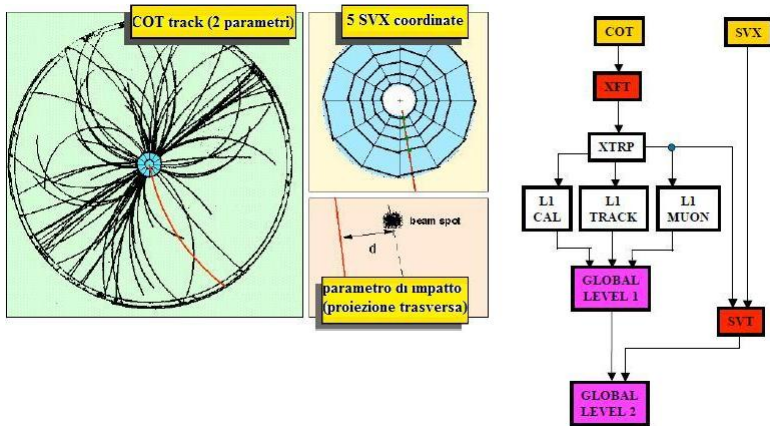 COT track (2 parametri)
5 SVX coordinate
beam spot
d
parametro di impatto
(proiezione trasversa)
COT
SVX
XFT
XTRP
L1
CAL
L1
TRACK
L1
MUON
GLOBAL
LEVEL 1
SVT
GLOBAL
LEVEL 2